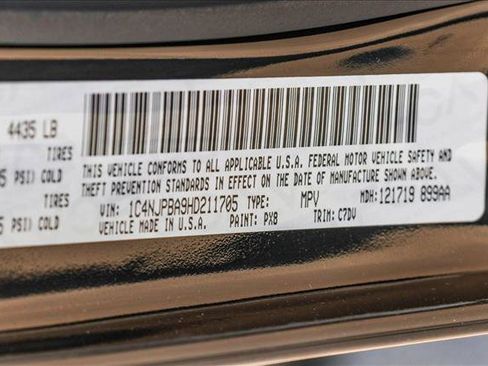 4435 LB
TIRES
PSI) COLD
TIRES
PSI) COLD
THIS VEHICLE CONFORMS TO ALL APPLICABLE U.S.A. FEDERAL MOTOR VEHICLE SAFETY AND
THEFT PREVENTION STANDARDS IN EFFECT ON THE DATE OF MANUFACTURE SHOWN ABOVE.
VIN: 1C4NJPBA9HD211705 TYPE: MPV MDH: 121719 899AA
VEHICLE MADE IN U.S.A. PAINT: PX8 TRIM: C7DV